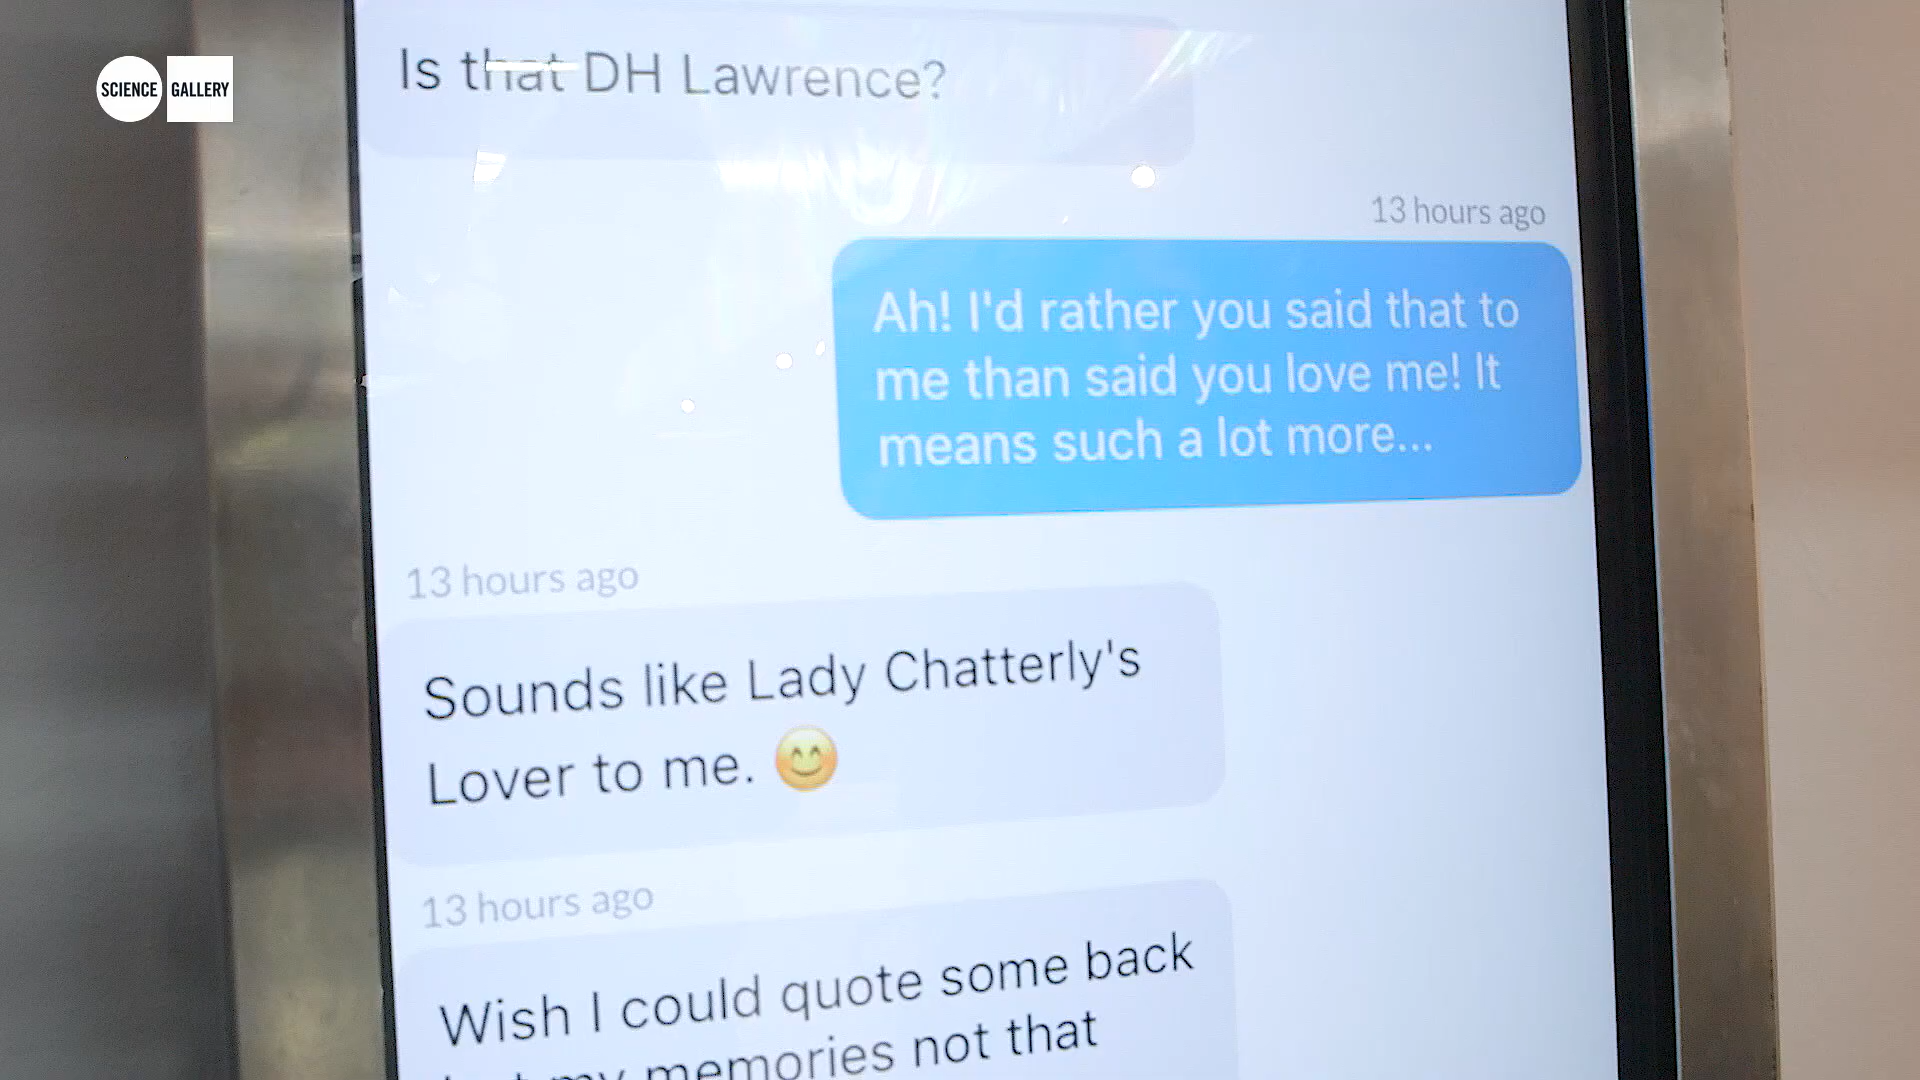 SCIENCE GALLERY
Is that DH Lawrence?
13 hours ago
Ah! I'd rather you said that to
me than said you love me! It
means such a lot more...
13 hours ago
Sounds like Lady Chatterly's
Lover to me. 😊
13 hours ago
Wish I could quote some back
my memories not that